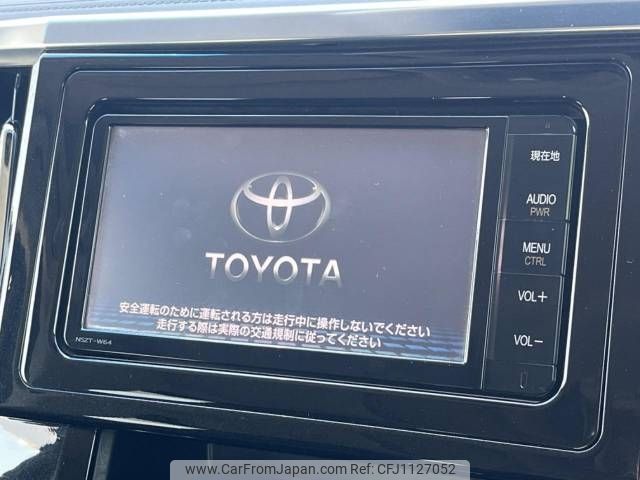 現在地
AUDIO
PWR
MENU
CTRL
VOL+
VOL-
TOYOTA
安全運転のために運転される方は走行中に操作しないでください
走行する際は実際の交通規制に従ってください
NSZT-W64
www.CarFromJapan.com Ref: CFJ1127052